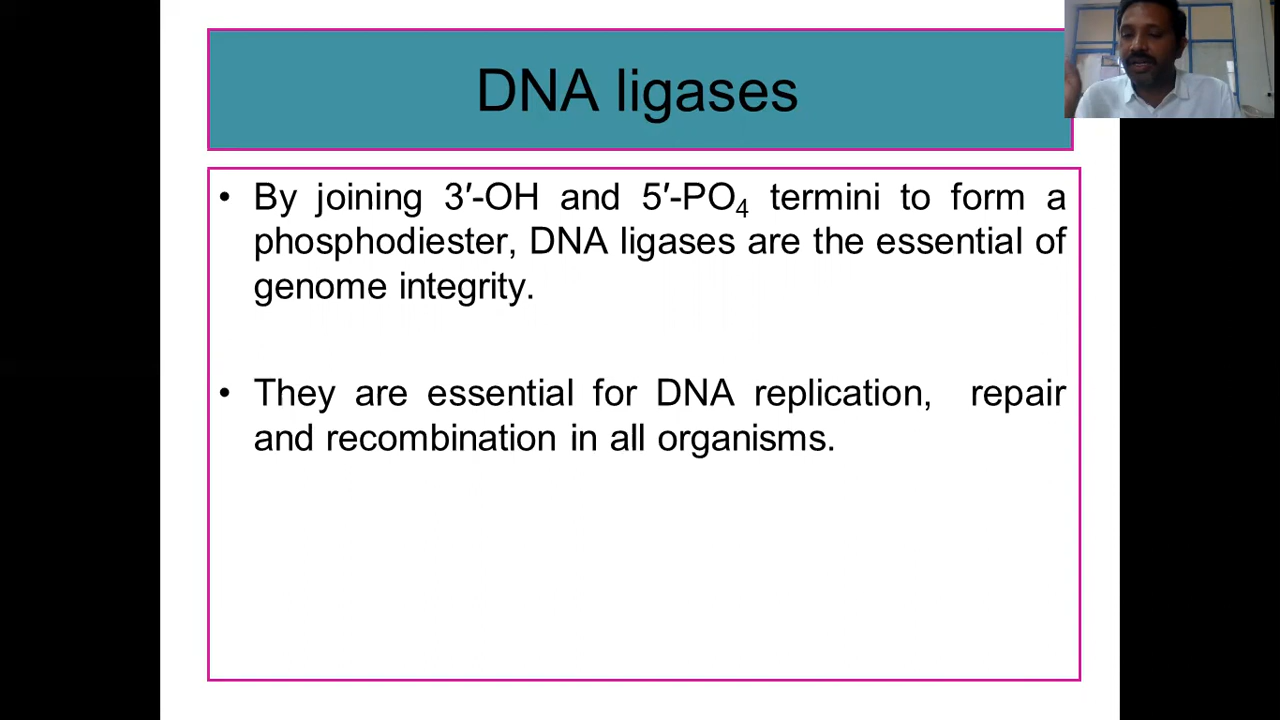 DNA ligases
• By joining 3′-OH and 5′-PO₄ termini to form a
phosphodiester, DNA ligases are the essential of
genome integrity.
• They are essential for DNA replication, repair
and recombination in all organisms.